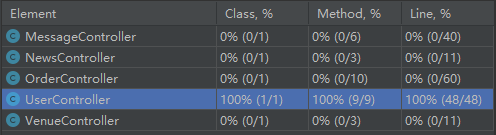 Element Class, % Method, % Line, %
MessageController 0% (0/1) 0% (0/6) 0% (0/40)
NewsController 0% (0/1) 0% (0/3) 0% (0/11)
OrderController 0% (0/1) 0% (0/10) 0% (0/60)
UserController 100% (1/1) 100% (9/9) 100% (48/48)
VenueController 0% (0/1) 0% (0/3) 0% (0/11)